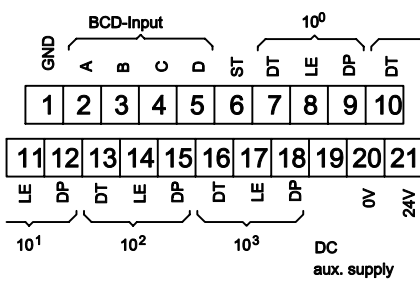 BCD-Input 10⁰
GND A B C D ST DT LE DP DT
1 2 3 4 5 6 7 8 9 10
11 12 13 14 15 16 17 18 19 20 21
LE DP DT LE DP DT LE DP 0V 24V
10¹ 10² 10³ DC
aux. supply